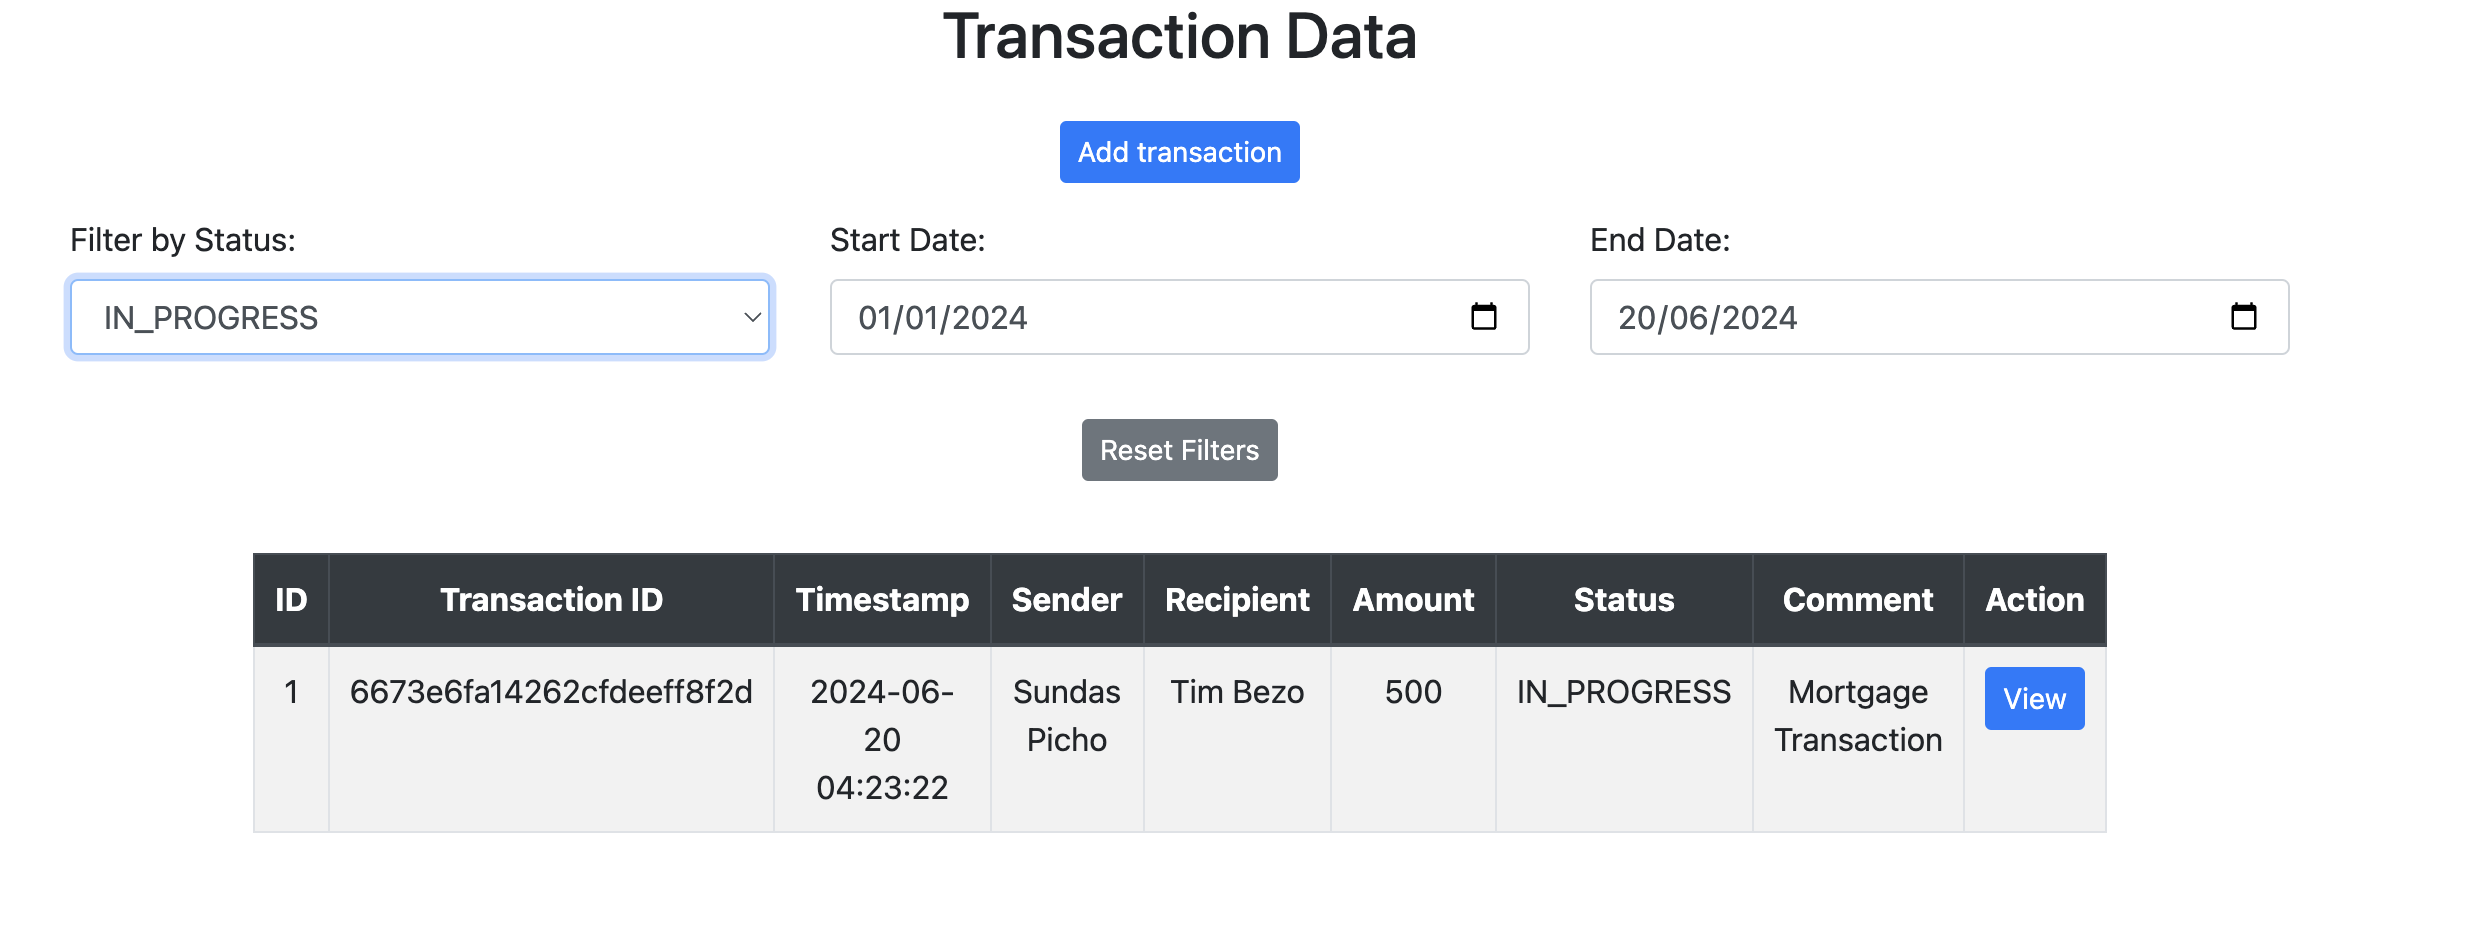 Transaction Data
Add transaction
Filter by Status:
Start Date:
End Date:
IN_PROGRESS
01/01/2024
20/06/2024
Reset Filters
ID
Transaction ID
Timestamp
Sender
Recipient
Amount
Status
Comment
Action
1
6673e6fa14262cfdeeff8f2d
2024-06-
20
04:23:22
Sundas
Picho
Tim Bezo
500
IN_PROGRESS
Mortgage
Transaction
View